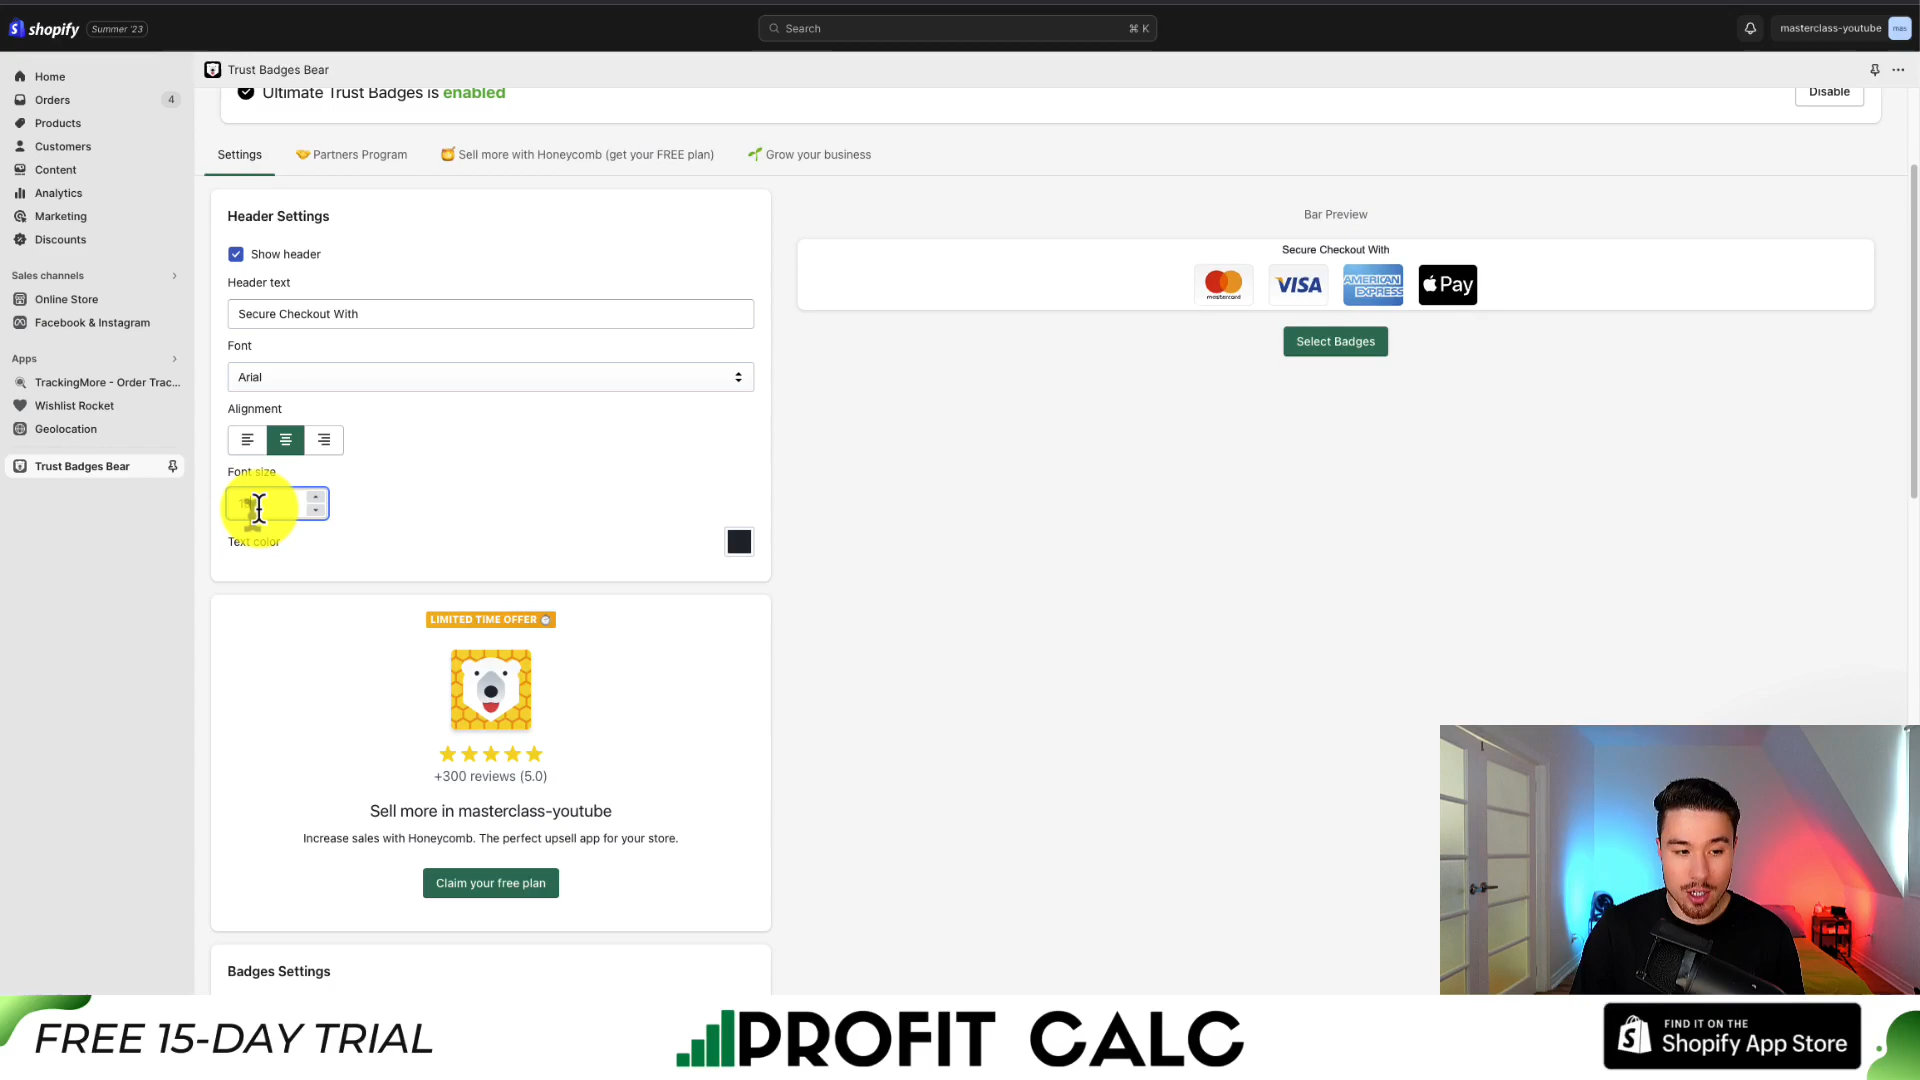 shopify
Summer '23
Search
⌘ K
masterclass-youtube
mas
Home
Orders
4
Products
Customers
Content
Analytics
Marketing
Discounts
Sales channels
Online Store
Facebook & Instagram
Apps
TrackingMore - Order Trac...
Wishlist Rocket
Geolocation
Trust Badges Bear
Trust Badges Bear
Ultimate Trust Badges is enabled
Disable
Settings
Partners Program
Sell more with Honeycomb (get your FREE plan)
Grow your business
Header Settings
Show header
Header text
Secure Checkout With
Font
Arial
Alignment
Font size
Text color
Bar Preview
Secure Checkout With
mastercard
VISA
AMERICAN EXPRESS
Pay
Select Badges
LIMITED TIME OFFER
+300 reviews (5.0)
Sell more in masterclass-youtube
Increase sales with Honeycomb. The perfect upsell app for your store.
Claim your free plan
Badges Settings
FREE 15-DAY TRIAL
PROFIT CALC
FIND IT ON THE
Shopify App Store